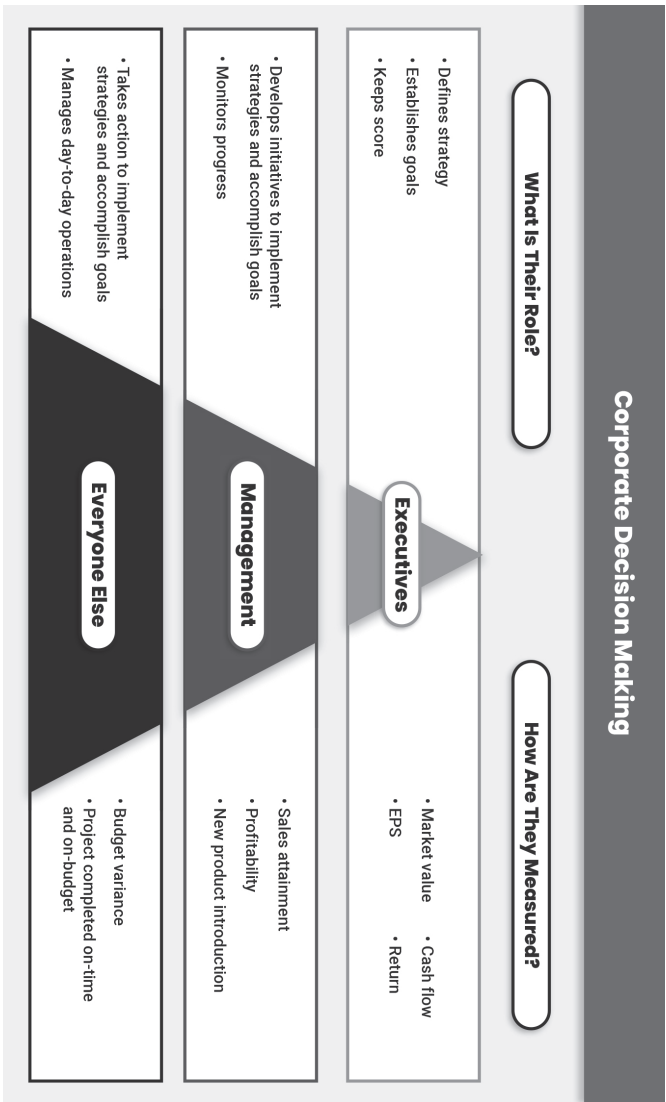 Corporate Decision Making
What Is Their Role?
How Are They Measured?
• Defines strategy
• Establishes goals
• Keeps score
Executives
• Market value
• EPS
• Cash flow
• Return
• Develops initiatives to implement
strategies and accomplish goals
• Monitors progress
Management
• Sales attainment
• Profitability
• New product introduction
• Takes action to implement
strategies and accomplish goals
• Manages day-to-day operations
Everyone Else
• Budget variance
• Project completed on-time
and on-budget